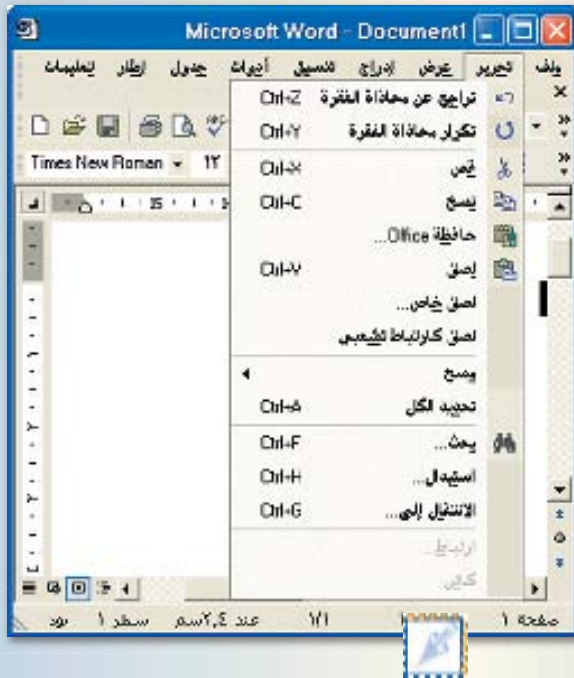 Microsoft Word - Document1
ملف تحرير عرض إدراج تنسيق أدوات جدول إطار تعليمات
Times New Roman ١٢
تراجع عن محاذاة الفقرة Ctrl+Z
تكرار محاذاة الفقرة Ctrl+Y
قص Ctrl+X
نسخ Ctrl+C
حافظة Office...
لصق Ctrl+V
لصق خاص...
لصق كارتباط تشعبي
مسح
تحديد الكل Ctrl+A
بحث... Ctrl+F
استبدال... Ctrl+H
الانتقال إلى... Ctrl+G
ارتباط...
كائن
صفحة ١ ١ ١/١ عند ٢,٤سم سطر ١ عود